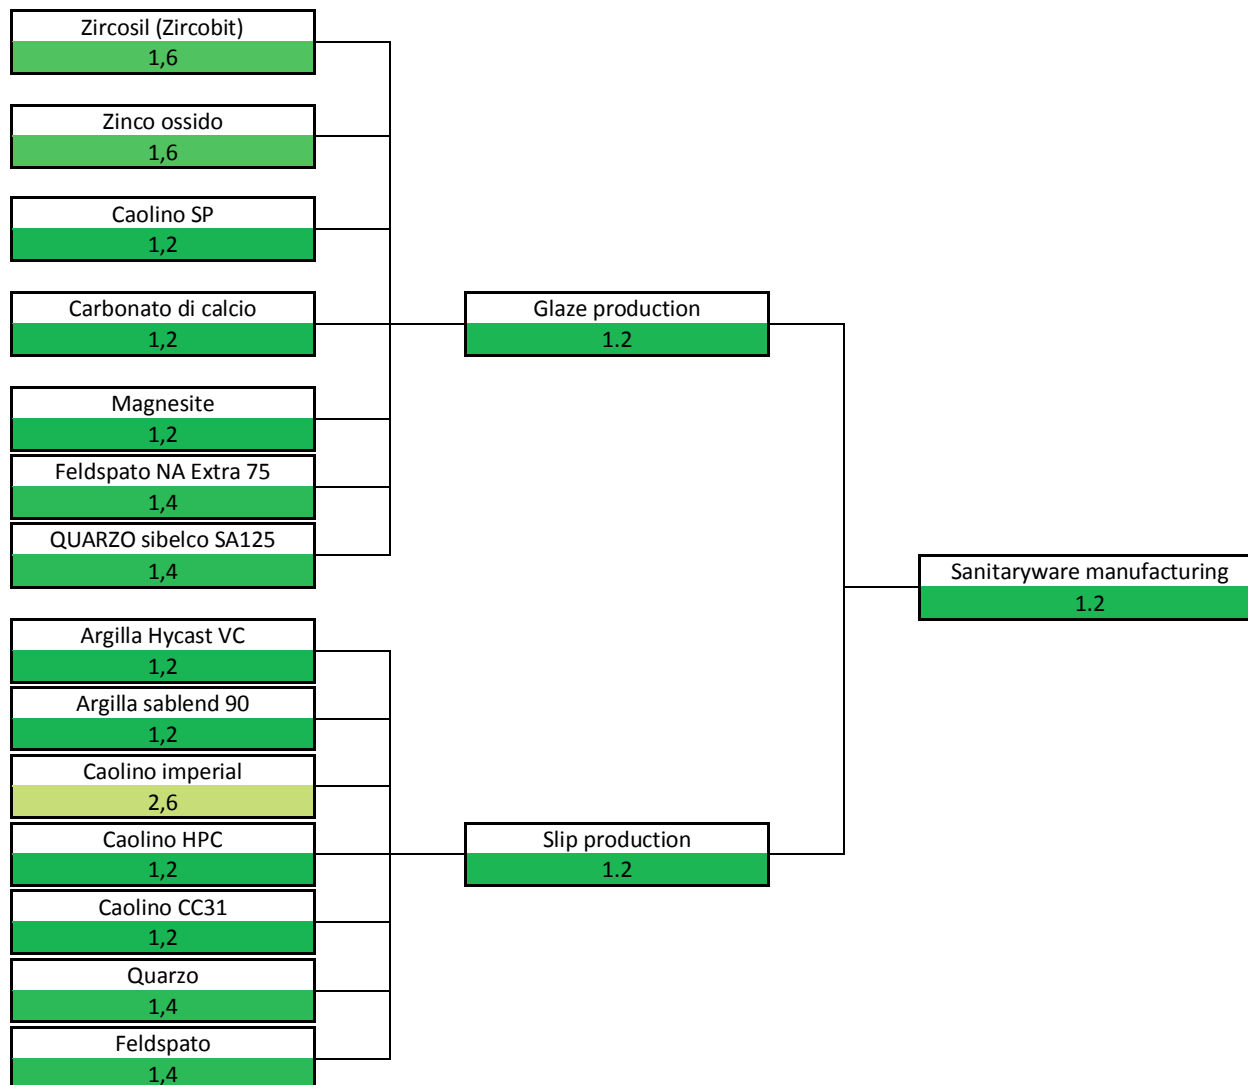 Zircosil (Zircobit)
1,6
Zinco ossido
1,6
Caolino SP
1,2
Carbonato di calcio
1,2
Magnesite
1,2
Feldspato NA Extra 75
1,4
QUARZO sibelco SA125
1,4
Argilla Hycast VC
1,2
Argilla sablend 90
1,2
Caolino imperial
2,6
Caolino HPC
1,2
Caolino CC31
1,2
Quarzo
1,4
Feldspato
1,4
Glaze production
1.2
Slip production
1.2
Sanitaryware manufacturing
1.2